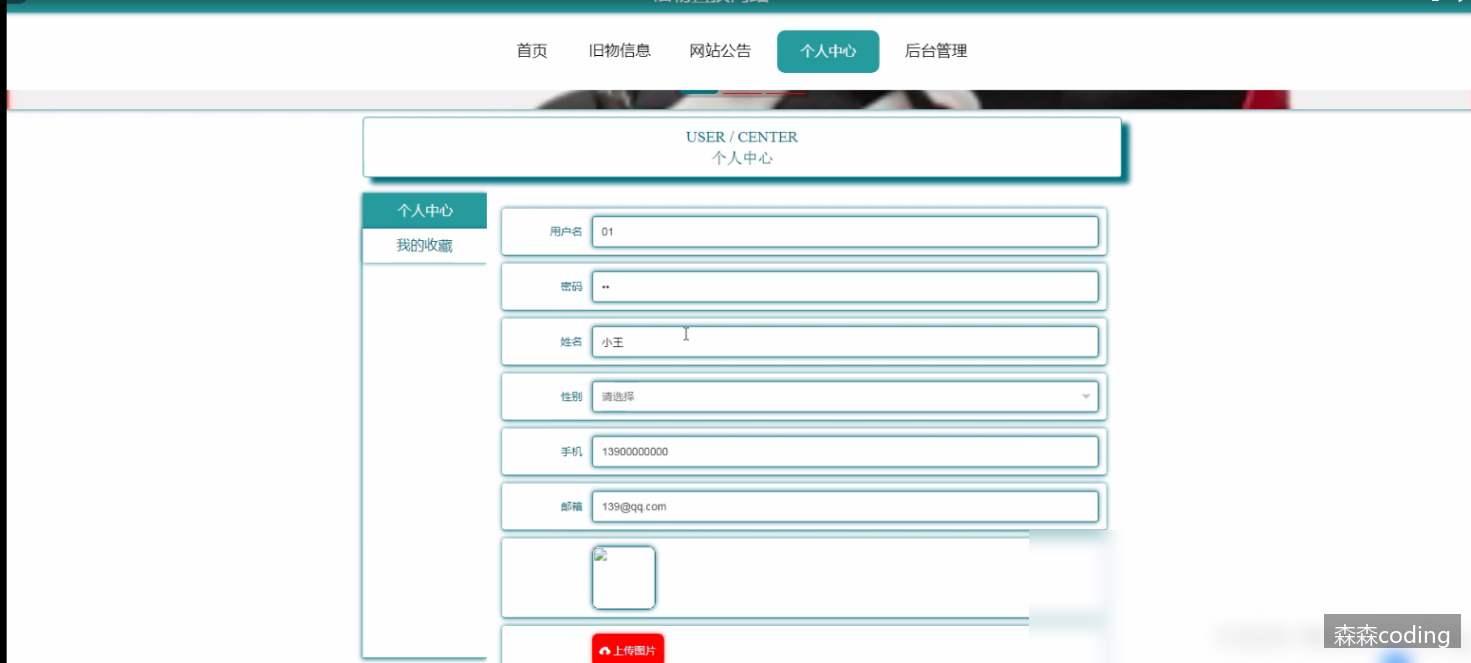 首页 旧物信息 网站公告 个人中心 后台管理
USER / CENTER
个人中心
个人中心
我的收藏
用户名 01
密码 ••
姓名 小王
性别 请选择
手机 13900000000
邮箱 139@qq.com
上传图片
森森coding